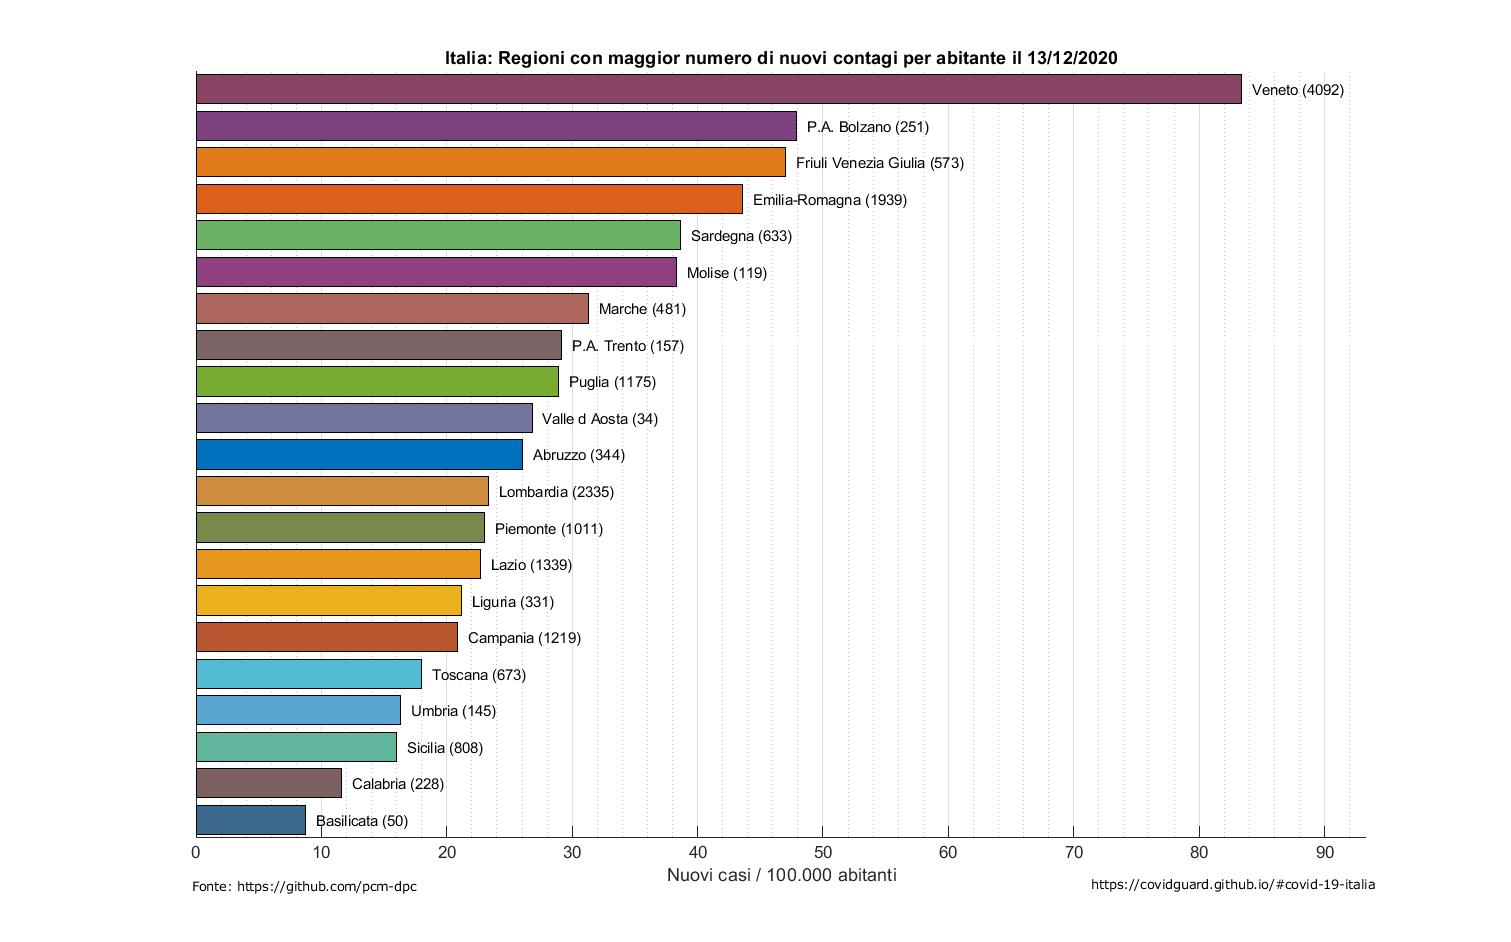 Italia: Regioni con maggior numero di nuovi contagi per abitante il 13/12/2020
Veneto (4092)
P.A. Bolzano (251)
Friuli Venezia Giulia (573)
Emilia-Romagna (1939)
Sardegna (633)
Molise (119)
Marche (481)
P.A. Trento (157)
Puglia (1175)
Valle d Aosta (34)
Abruzzo (344)
Lombardia (2335)
Piemonte (1011)
Lazio (1339)
Liguria (331)
Campania (1219)
Toscana (673)
Umbria (145)
Sicilia (808)
Calabria (228)
Basilicata (50)
0 10 20 30 40 50 60 70 80 90
Nuovi casi / 100.000 abitanti
Fonte: https://github.com/pcm-dpc
https://covidguard.github.io/#covid-19-italia